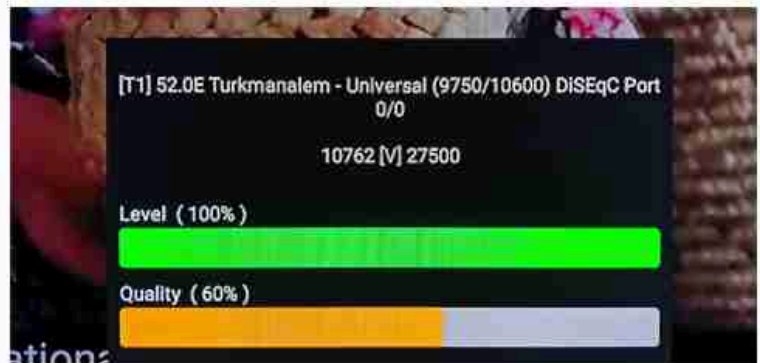 [T1] 52.0E Turkmanalem - Universal (9750/10600) DiSEqC Port
0/0
10762 [V] 27500
Level ( 100% )
Quality ( 60% )